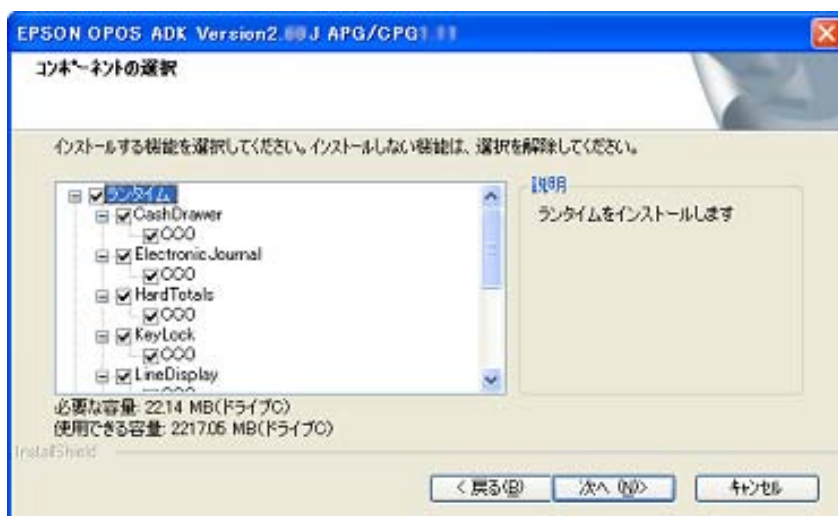 EPSON OPOS ADK Version2. J APG/CPG
コンポーネントの選択
インストールする機能を選択してください。インストールしない機能は、選択を解除してください。
ランタイム
CashDrawer
CCO
ElectronicJournal
CCO
HardTotals
CCO
KeyLock
CCO
LineDisplay
説明
ランタイムをインストールします
必要な容量: 22.14 MB(ドライブC)
使用できる容量: 2217.05 MB(ドライブC)
InstallShield
< 戻る(B)
次へ (N)>
キャンセル